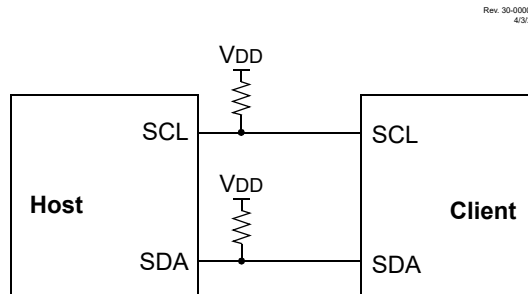 Rev. 30-0000
4/3/
VDD
SCL
SCL
Host
VDD
Client
SDA
SDA